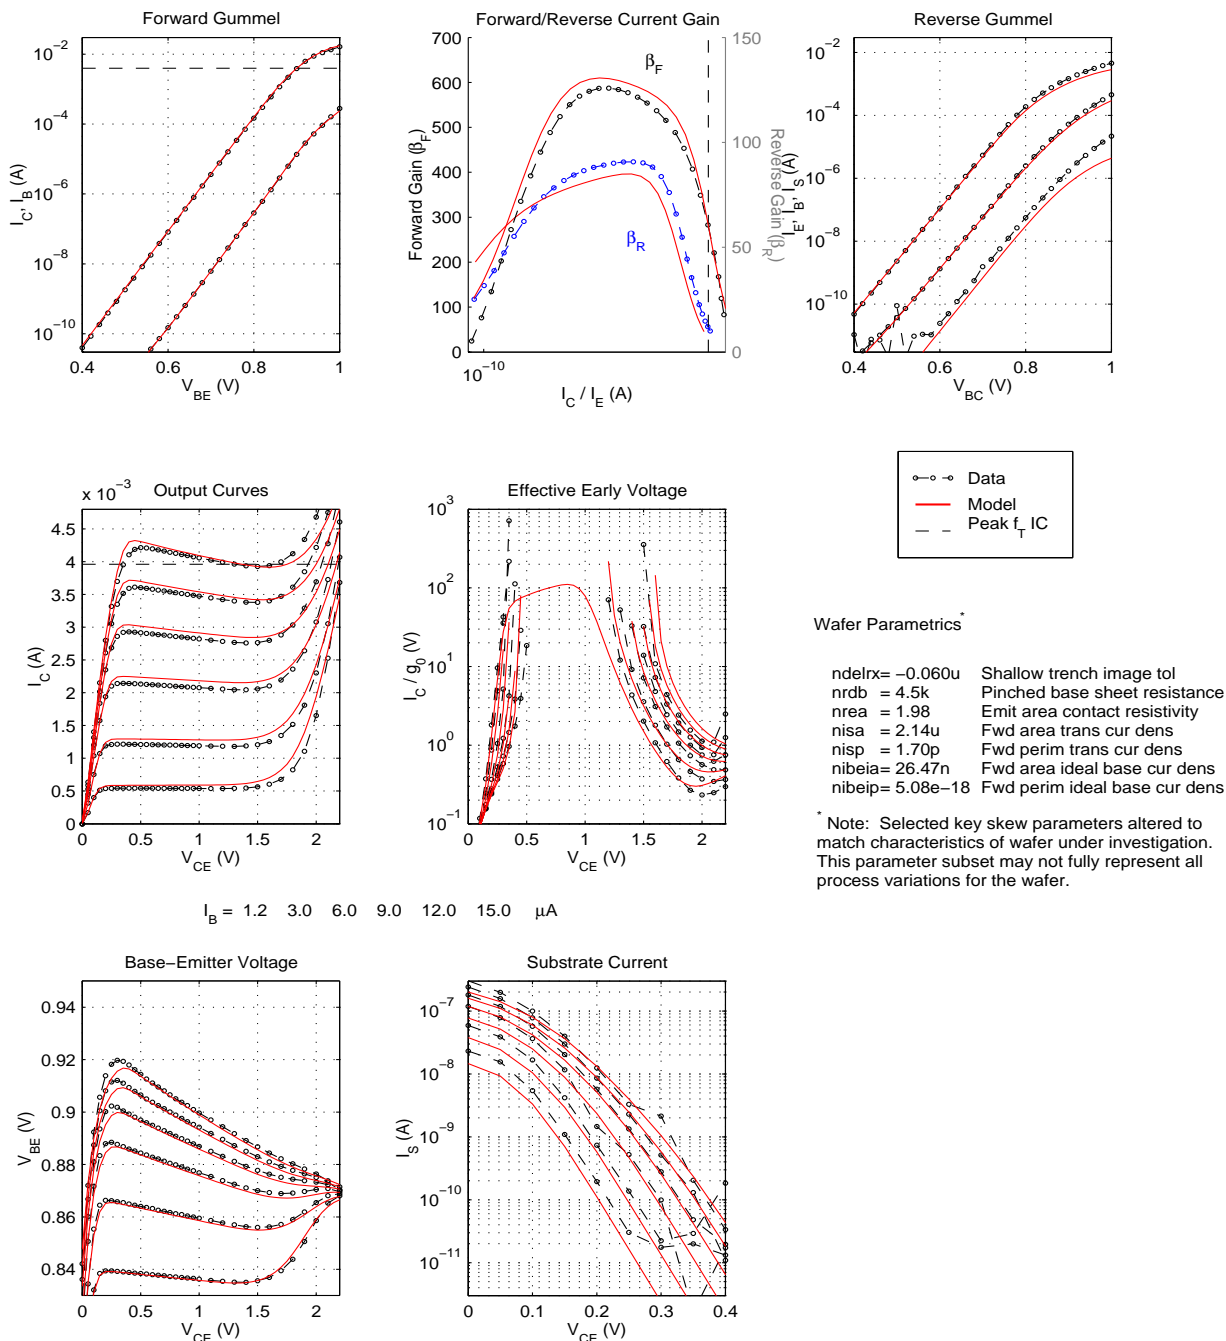 Forward Gummel
I_C, I_B (A)
10^−2
10^−4
10^−6
10^−8
10^−10
0.4 0.6 0.8 1
V_BE (V)
Forward/Reverse Current Gain
Forward Gain (β_F)
700
600
500
400
300
200
100
0
β_F
β_R
150
100
50
0
Reverse Gain (β_R)
10^−10
I_C / I_E (A)
Reverse Gummel
I_E, I_B, I_S (A)
10^−2
10^−4
10^−6
10^−8
10^−10
0.4 0.6 0.8 1
V_BC (V)
Output Curves
x 10^−3
I_C (A)
4.5
4
3.5
3
2.5
2
1.5
1
0.5
0
0 0.5 1 1.5 2
V_CE (V)
Effective Early Voltage
I_C / g_o (V)
10^3
10^2
10^1
10^0
10^−1
0 0.5 1 1.5 2
V_CE (V)
Data
Model
Peak f_T IC
Wafer Parametrics*
ndelrx= −0.060u Shallow trench image tol
nrdb = 4.5k Pinched base sheet resistance
nrea = 1.98 Emit area contact resistivity
nisa = 2.14u Fwd area trans cur dens
nisp = 1.70p Fwd perim trans cur dens
nibeia= 26.47n Fwd area ideal base cur dens
nibeip= 5.08e−18 Fwd perim ideal base cur dens
* Note: Selected key skew parameters altered to
match characteristics of wafer under investigation.
This parameter subset may not fully represent all
process variations for the wafer.
I_B = 1.2 3.0 6.0 9.0 12.0 15.0 μA
Base−Emitter Voltage
V_BE (V)
0.94
0.92
0.9
0.88
0.86
0.84
0 0.5 1 1.5 2
V_CE (V)
Substrate Current
I_S (A)
10^−7
10^−8
10^−9
10^−10
10^−11
0 0.1 0.2 0.3 0.4
V_CE (V)